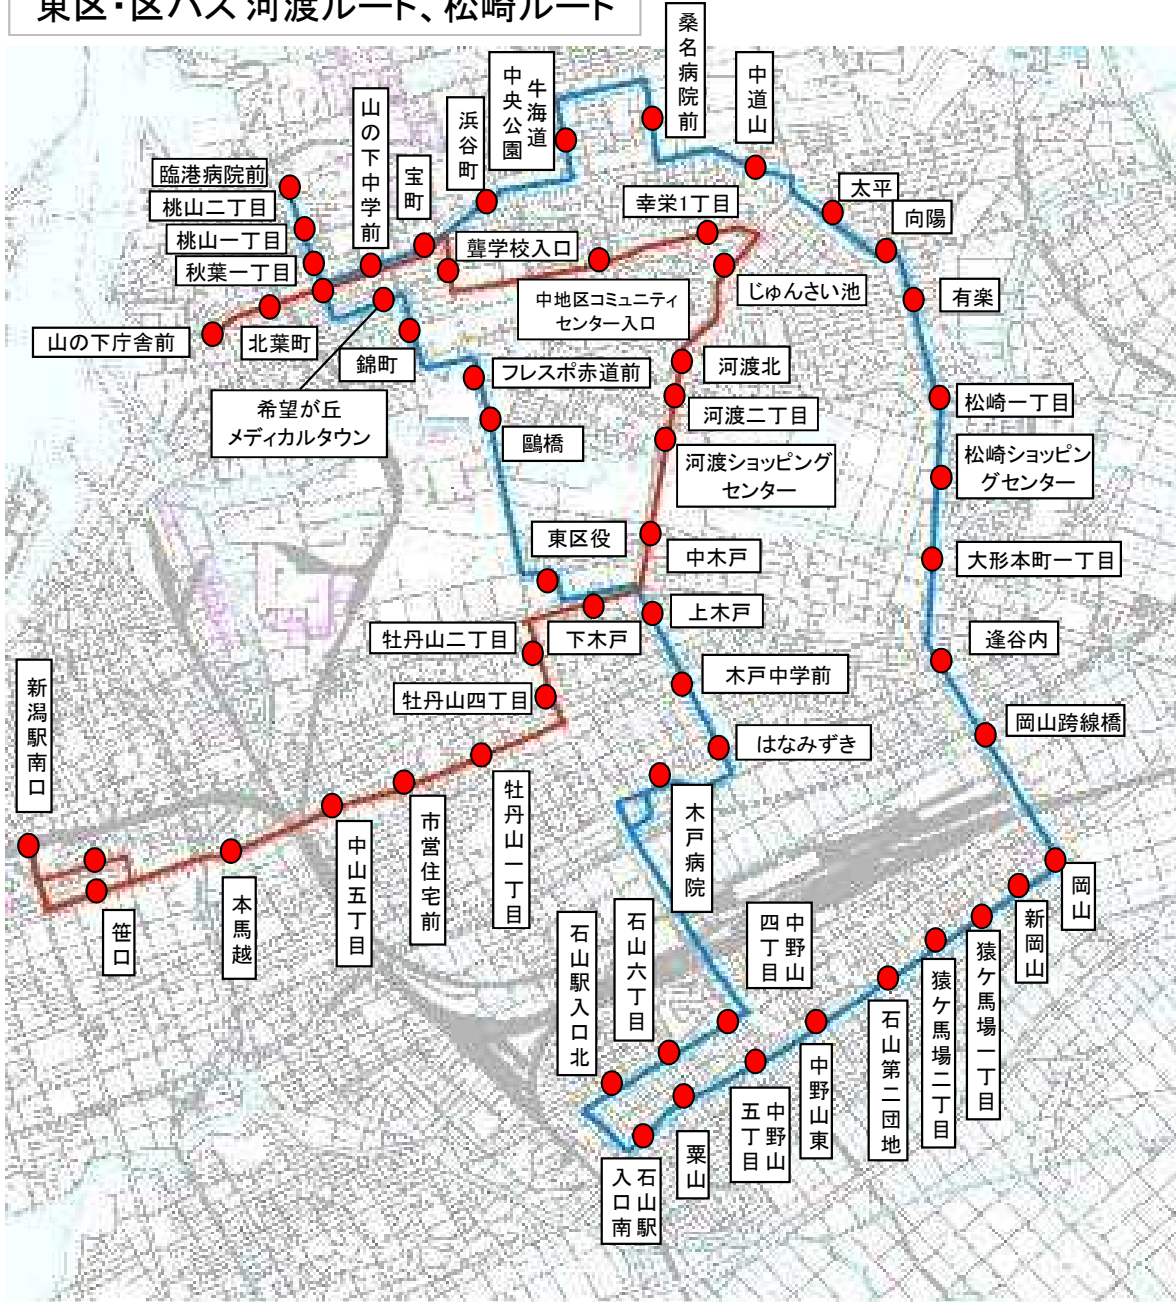 東区・区バス 河渡ルート、松崎ルート
桑名病院前
中道山
牛海道
中央公園
浜谷町
山の下中学前
宝町
臨港病院前
桃山二丁目
桃山一丁目
秋葉一丁目
太平
向陽
幸栄1丁目
聾学校入口
中地区コミュニティ
センター入口
じゅんさい池
有楽
山の下庁舎前
北葉町
錦町
フレスポ赤道前
河渡北
希望が丘
メディカルタウン
鷗橋
河渡二丁目
松崎一丁目
河渡ショッピング
センター
松崎ショッピン
グセンター
東区役
中木戸
大形本町一丁目
上木戸
下木戸
牡丹山二丁目
逢谷内
木戸中学前
牡丹山四丁目
新潟駅南口
岡山跨線橋
はなみずき
牡丹山一丁目
市営住宅前
中山五丁目
木戸病院
本馬越
笹口
岡山
新岡山
猿ケ馬場一丁目
猿ケ馬場二丁目
石山第二団地
中野山
四丁目
石山六丁目
石山駅入口北
中野山東
中野山
五丁目
粟山
石山駅
入口南